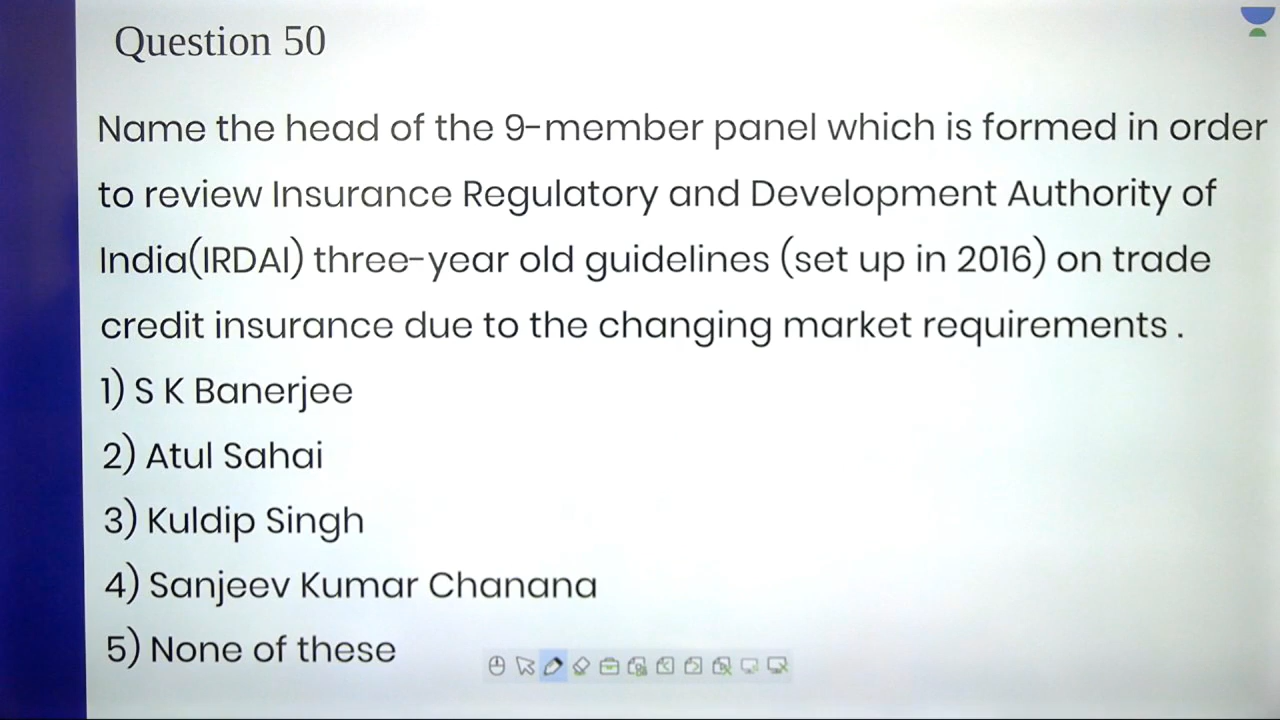 Question 50
Name the head of the 9-member panel which is formed in order
to review Insurance Regulatory and Development Authority of
India(IRDAI) three-year old guidelines (set up in 2016) on trade
credit insurance due to the changing market requirements .
1) S K Banerjee
2) Atul Sahai
3) Kuldip Singh
4) Sanjeev Kumar Chanana
5) None of these